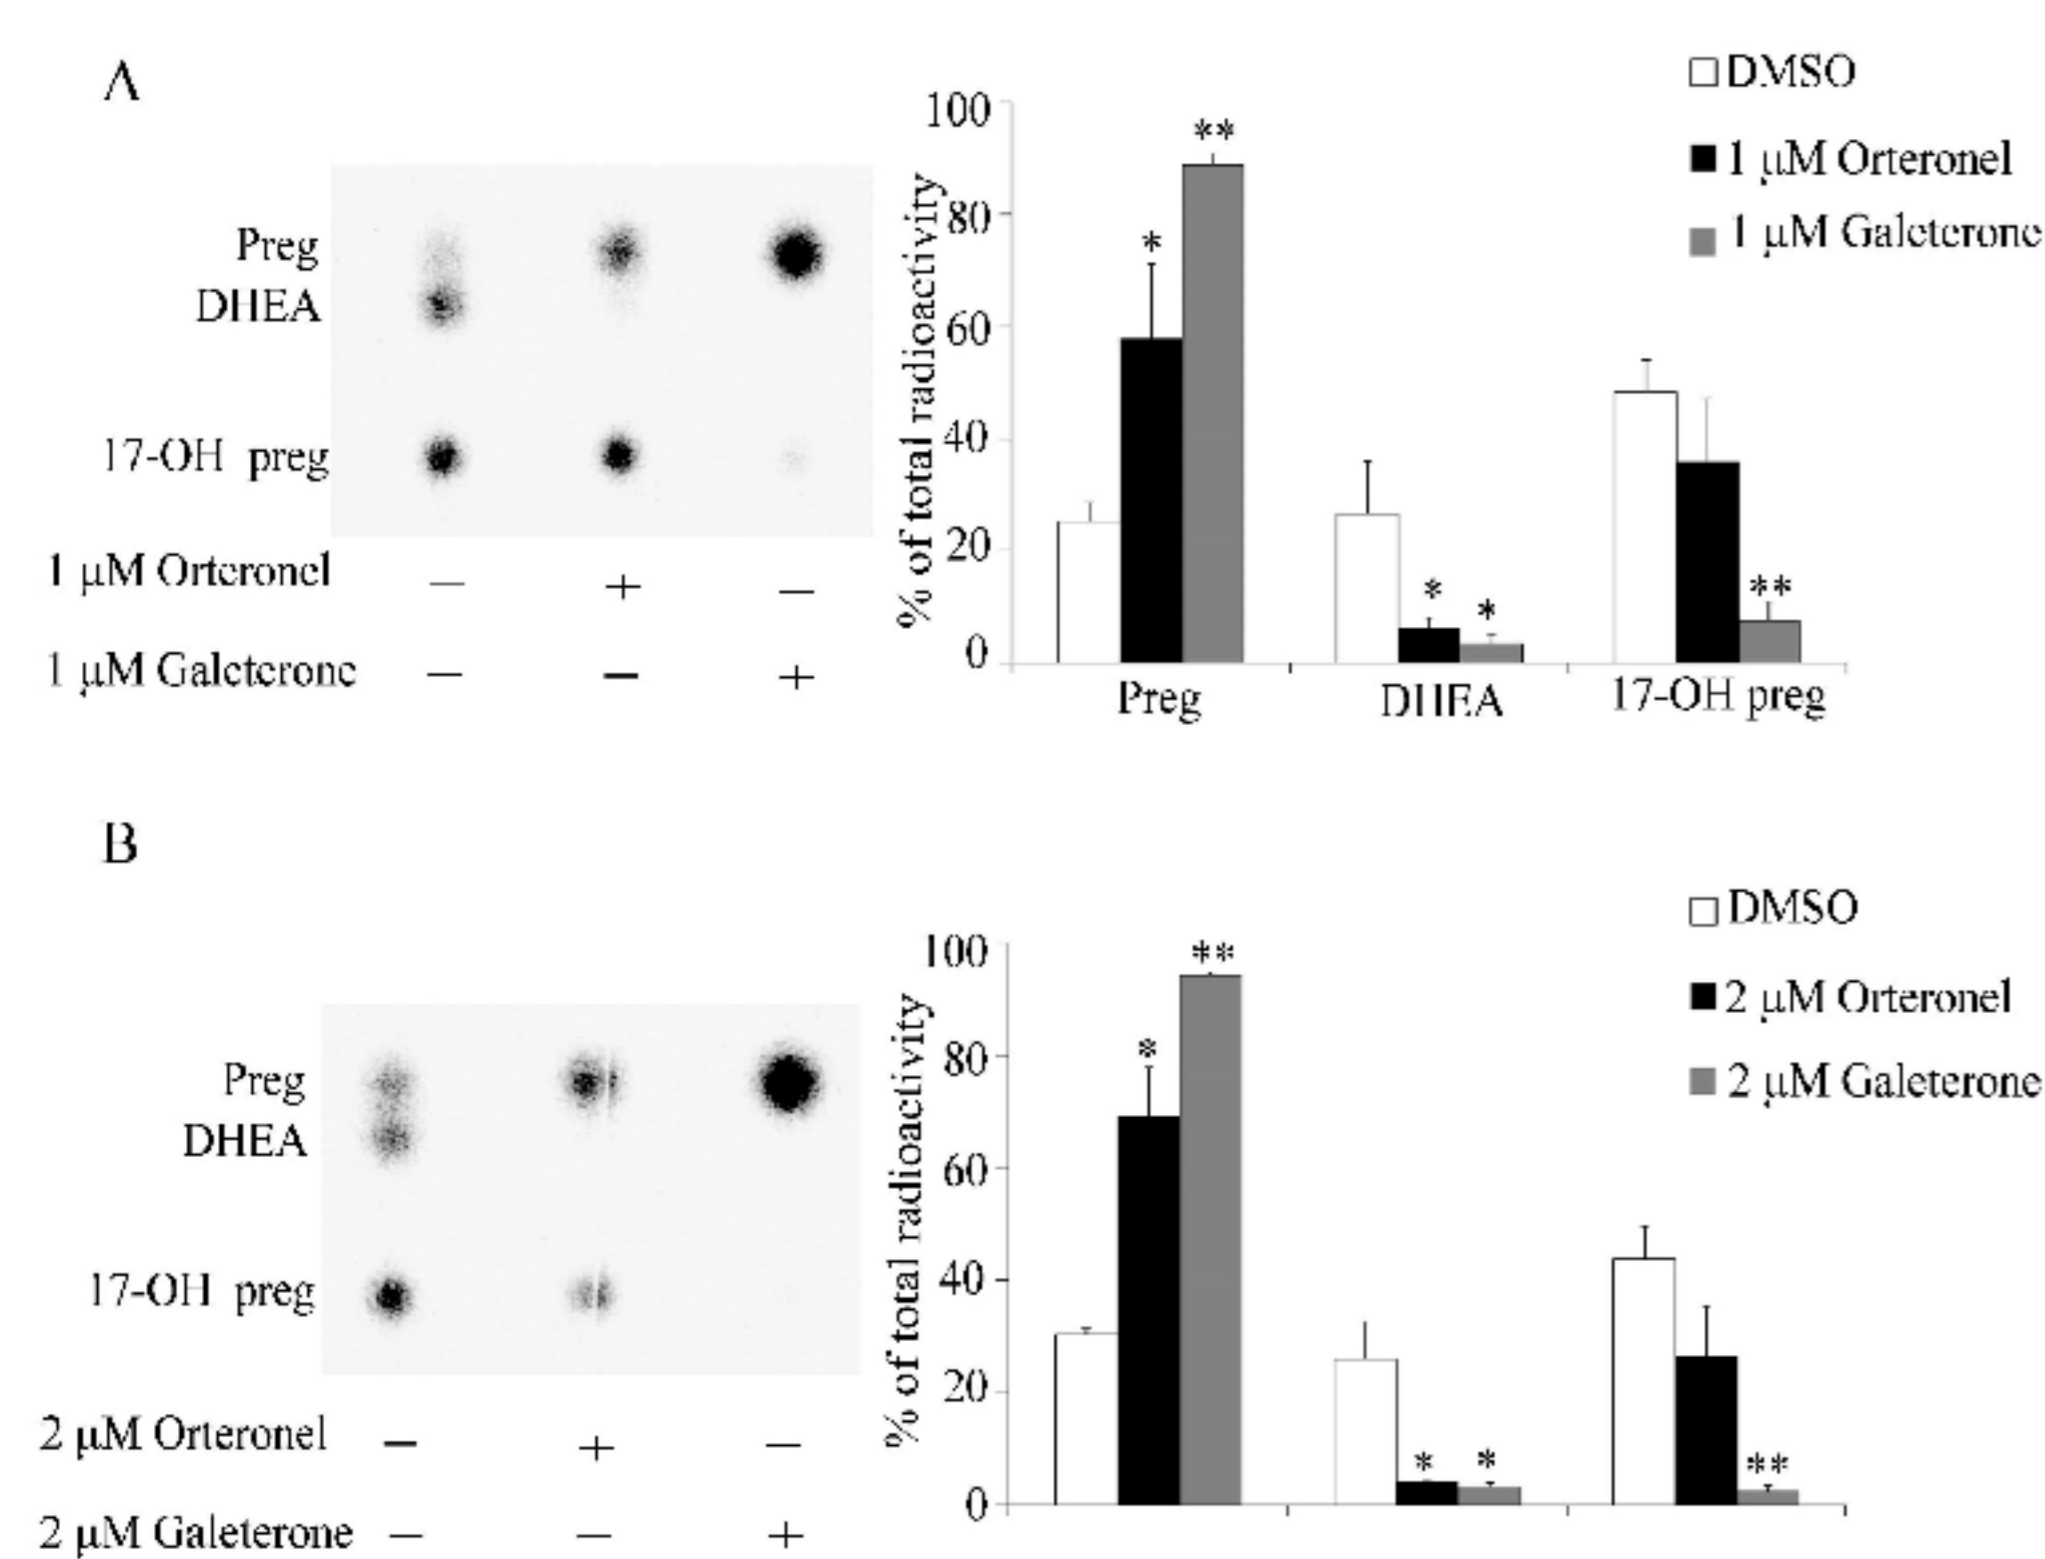 A
Preg
DHEA
17-OH preg
1 μM Orteronel – + –
1 μM Galeterone – – +
% of total radioactivity
100
80
60
40
20
0
** 
*
*
*
**
Preg
DHEA
17-OH preg
DMSO
1 μM Orteronel
1 μM Galeterone
B
Preg
DHEA
17-OH preg
2 μM Orteronel – + –
2 μM Galeterone – – +
% of total radioactivity
100
80
60
40
20
0
**
*
*
*
**
DMSO
2 μM Orteronel
2 μM Galeterone